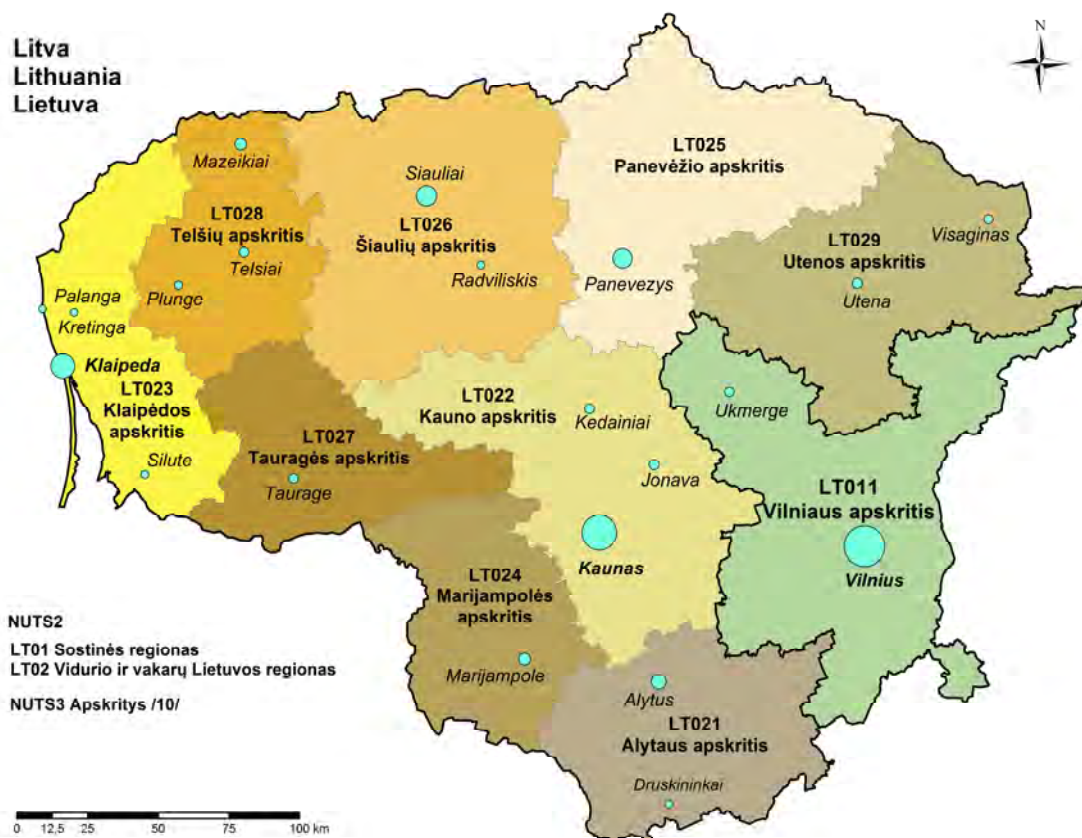 Litva
Lithuania
Lietuva
N
Mazeikiai
LT028
Telšių apskritis
Telsiai
Plunge
Siauliai
LT026
Šiaulių apskritis
Radviliskis
LT025
Panevėžio apskritis
Panevezys
Visaginas
LT029
Utenos apskritis
Utena
Palanga
Kretinga
Klaipeda
LT023
Klaipėdos
apskritis
Silute
LT027
Tauragės apskritis
Taurage
LT022
Kauno apskritis
Kedainiai
Jonava
Kaunas
Ukmerge
LT011
Vilniaus apskritis
Vilnius
LT024
Marijampolės
apskritis
Marijampole
Alytus
LT021
Alytaus apskritis
Druskininkai
NUTS2
LT01 Sostinės regionas
LT02 Vidurio ir vakarų Lietuvos regionas
NUTS3 Apskritys /10/
0 12,5 25 50 75 100 km